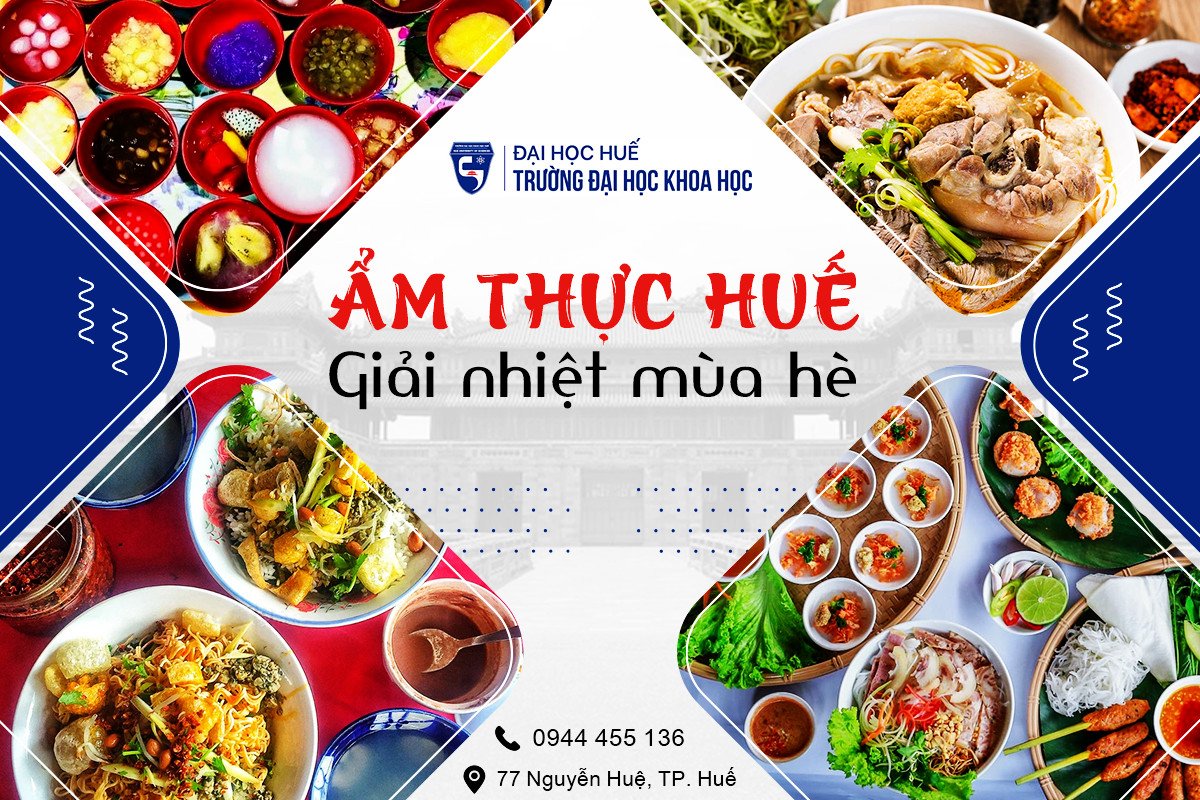 ĐẠI HỌC HUẾ
TRƯỜNG ĐẠI HỌC KHOA HỌC
ẨM THỰC HUẾ
Giải nhiệt mùa hè
0944 455 136
77 Nguyễn Huệ, TP. Huế